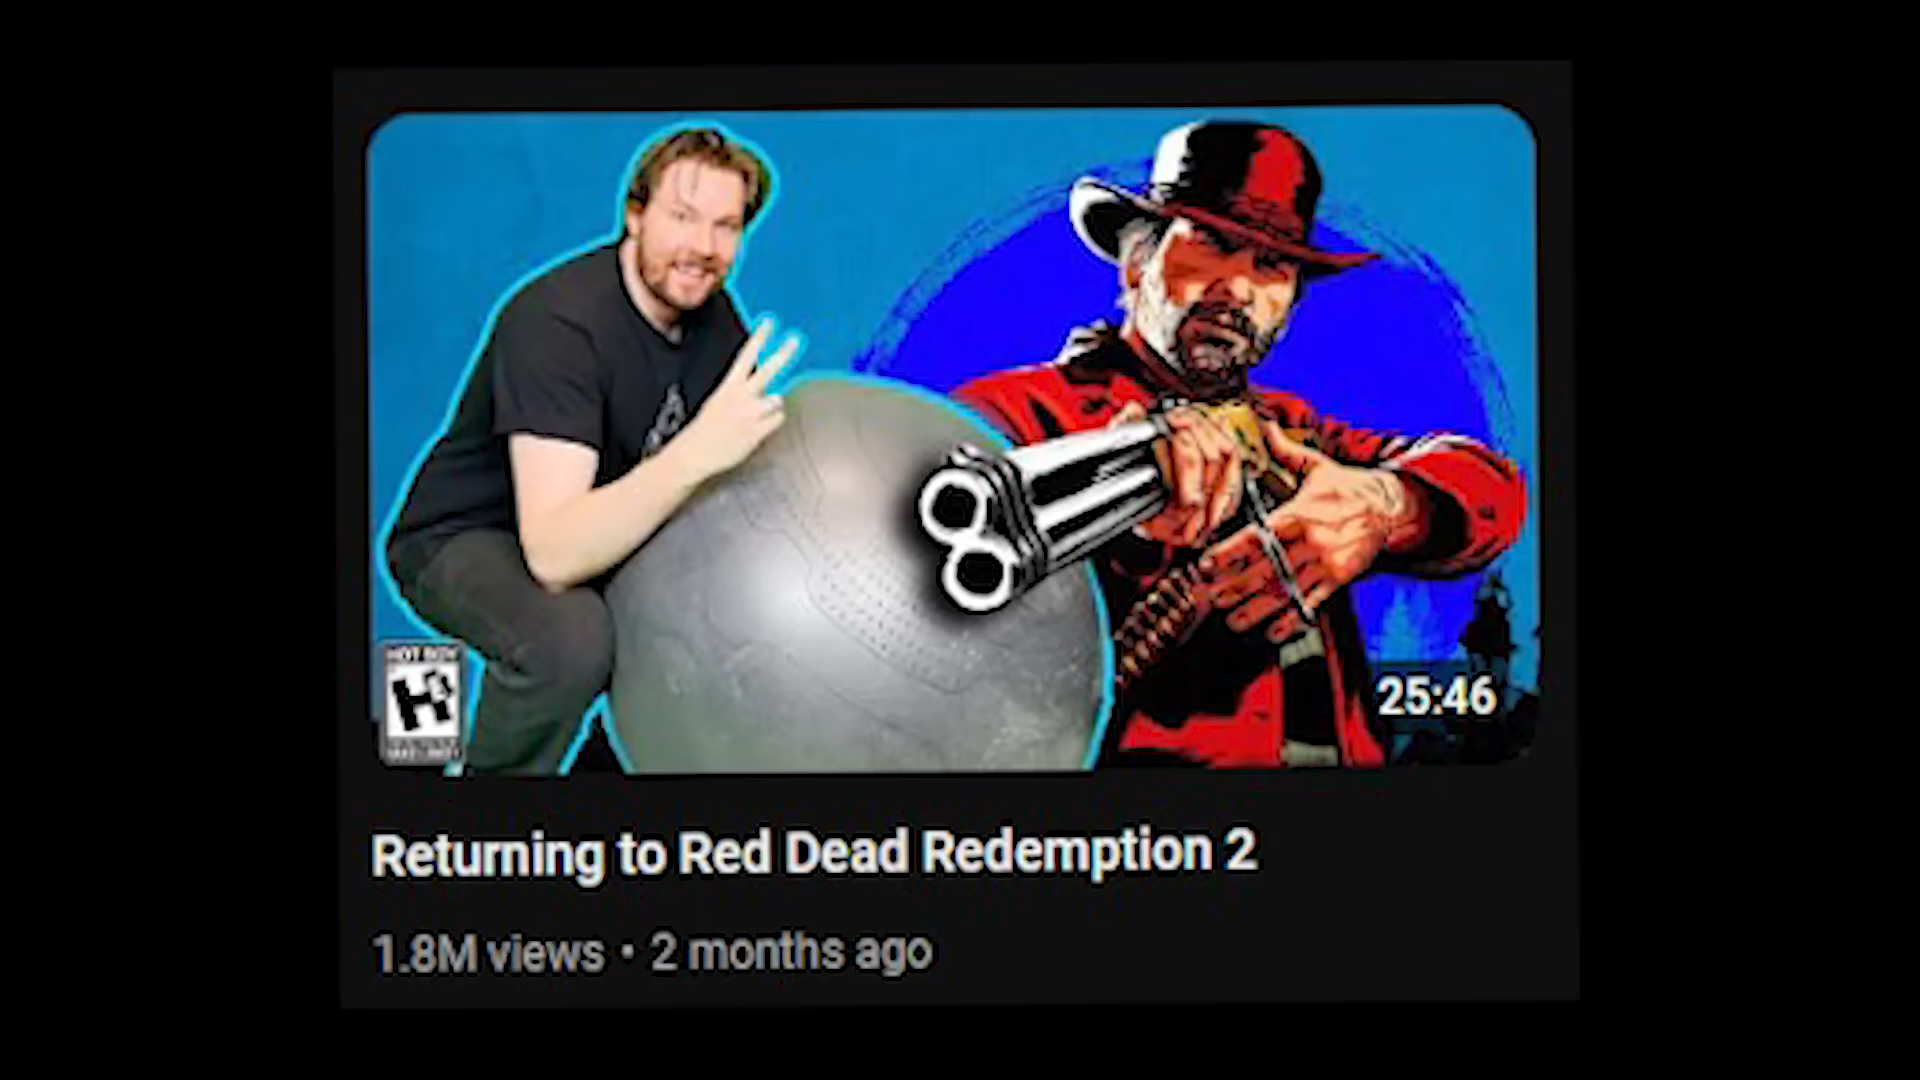 25:46
Returning to Red Dead Redemption 2
1.8M views • 2 months ago